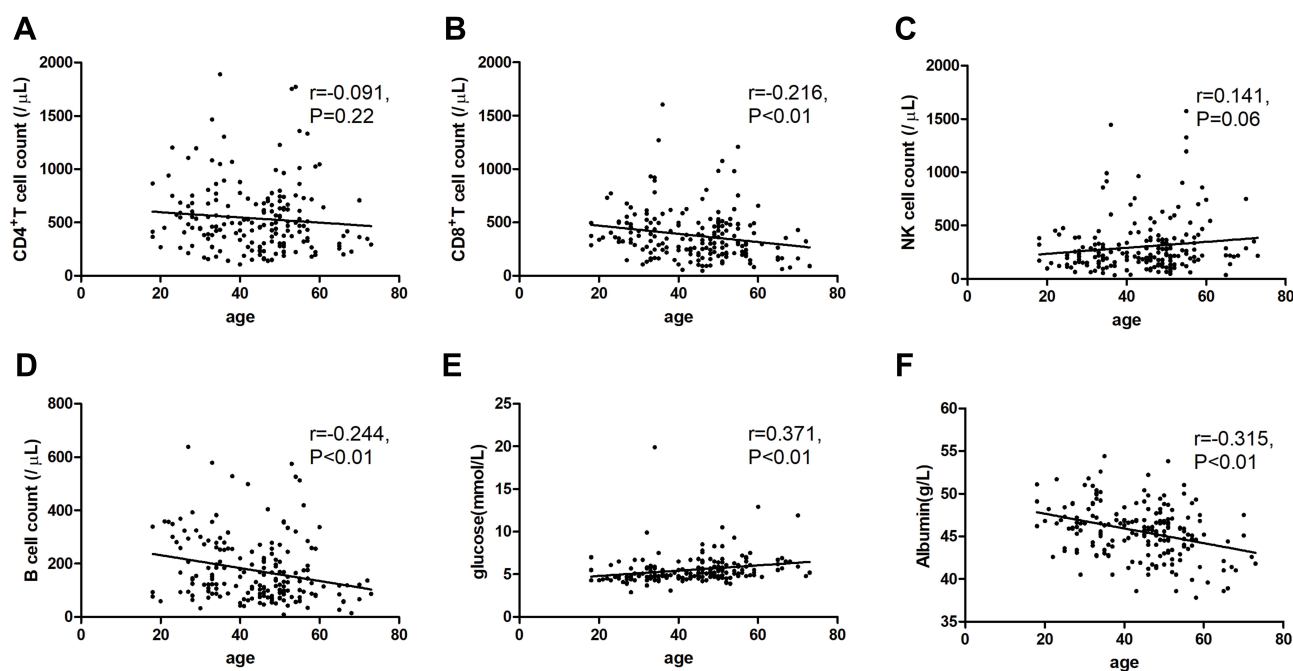 A
CD4+T cell count (/ μL)
2000
1500
1000
500
0
0 20 40 60 80
age
r=-0.091,
P=0.22
B
CD8+T cell count (/ μL)
2000
1500
1000
500
0
0 20 40 60 80
age
r=-0.216,
P<0.01
C
NK cell count (/ μL)
2000
1500
1000
500
0
0 20 40 60 80
age
r=0.141,
P=0.06
D
B cell count (/ μL)
800
600
400
200
0
0 20 40 60 80
age
r=-0.244,
P<0.01
E
glucose(mmol/L)
25
20
15
10
5
0
0 20 40 60 80
age
r=0.371,
P<0.01
F
Albumin(g/L)
60
55
50
45
40
35
0 20 40 60 80
age
r=-0.315,
P<0.01